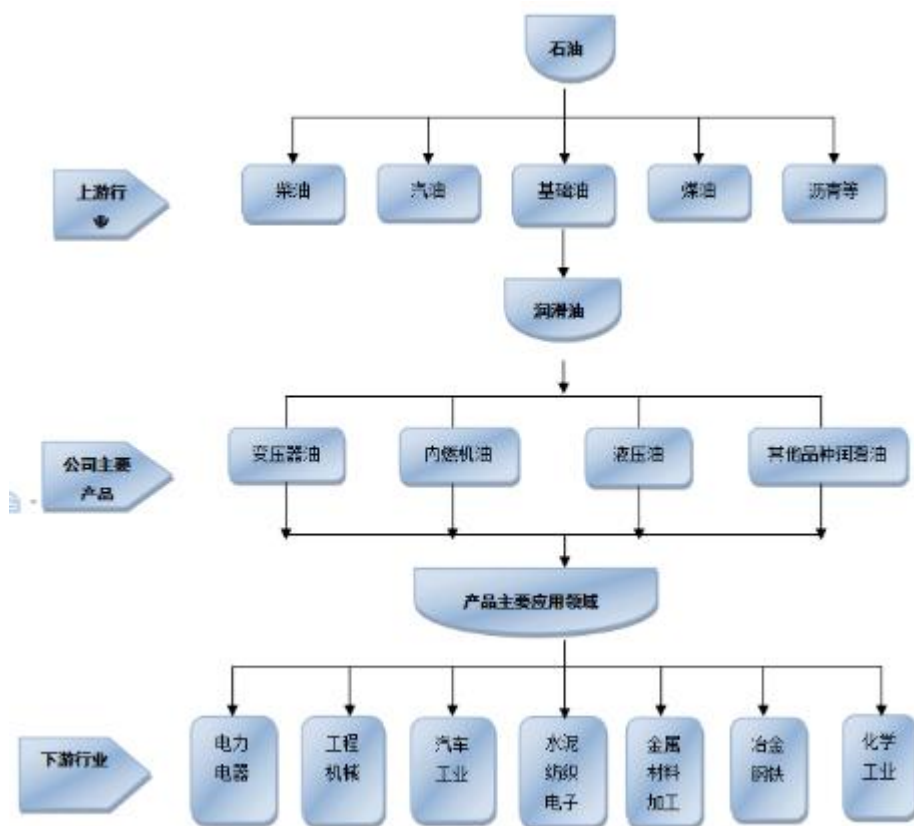 石油
上游行
业
柴油
汽油
基础油
煤油
沥青等
润滑油
公司主要
产品
变压器油
内燃机油
液压油
其他品种润滑油
产品主要应用领域
下游行业
电力
电器
工程
机械
汽车
工业
水泥
纺织
电子
金属
材料
加工
冶金
钢铁
化学
工业